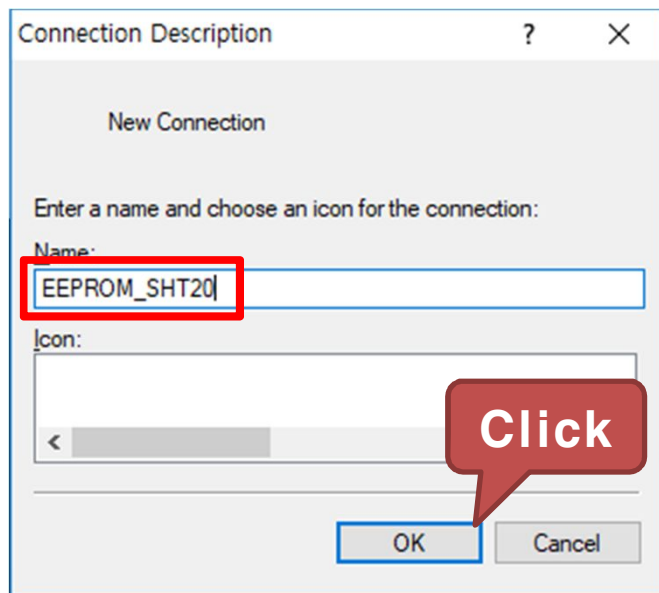 Connection Description ? ×
New Connection
Enter a name and choose an icon for the connection:
Name:
EEPROM_SHT20
Icon:
Click
OK Cancel